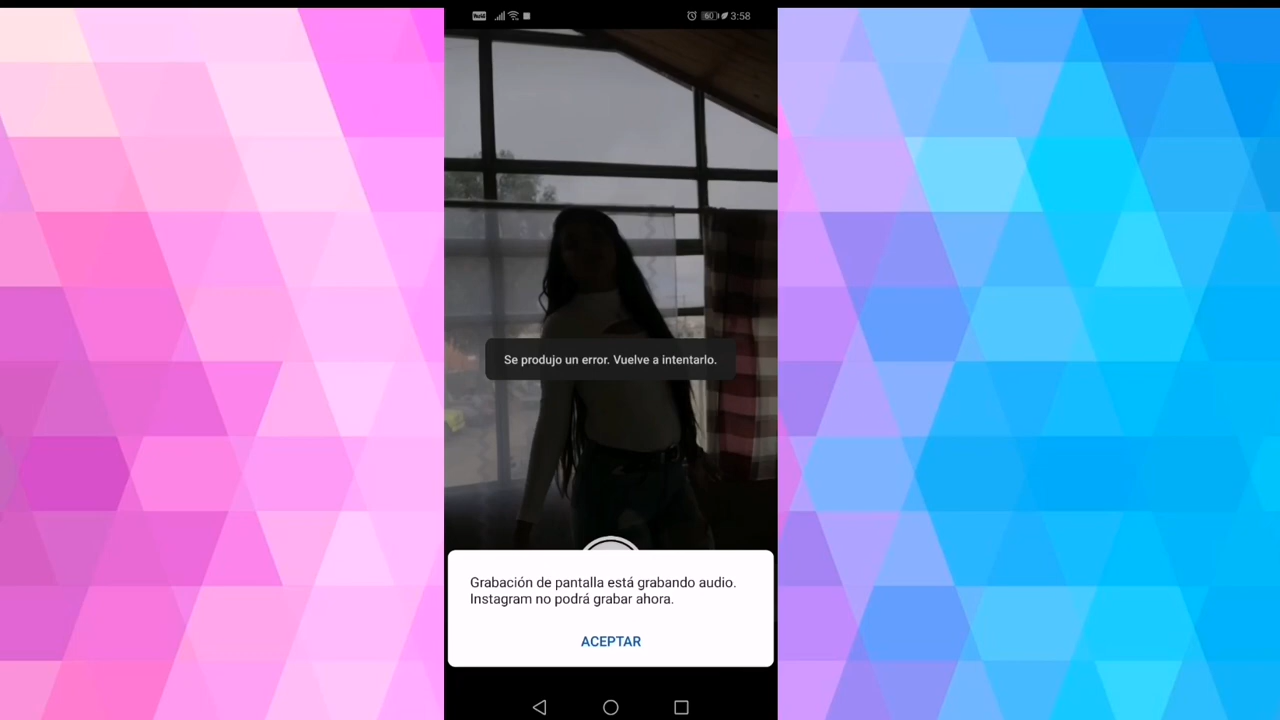 60
3:58
Se produjo un error. Vuelve a intentarlo.
Grabación de pantalla está grabando audio.
Instagram no podrá grabar ahora.
ACEPTAR